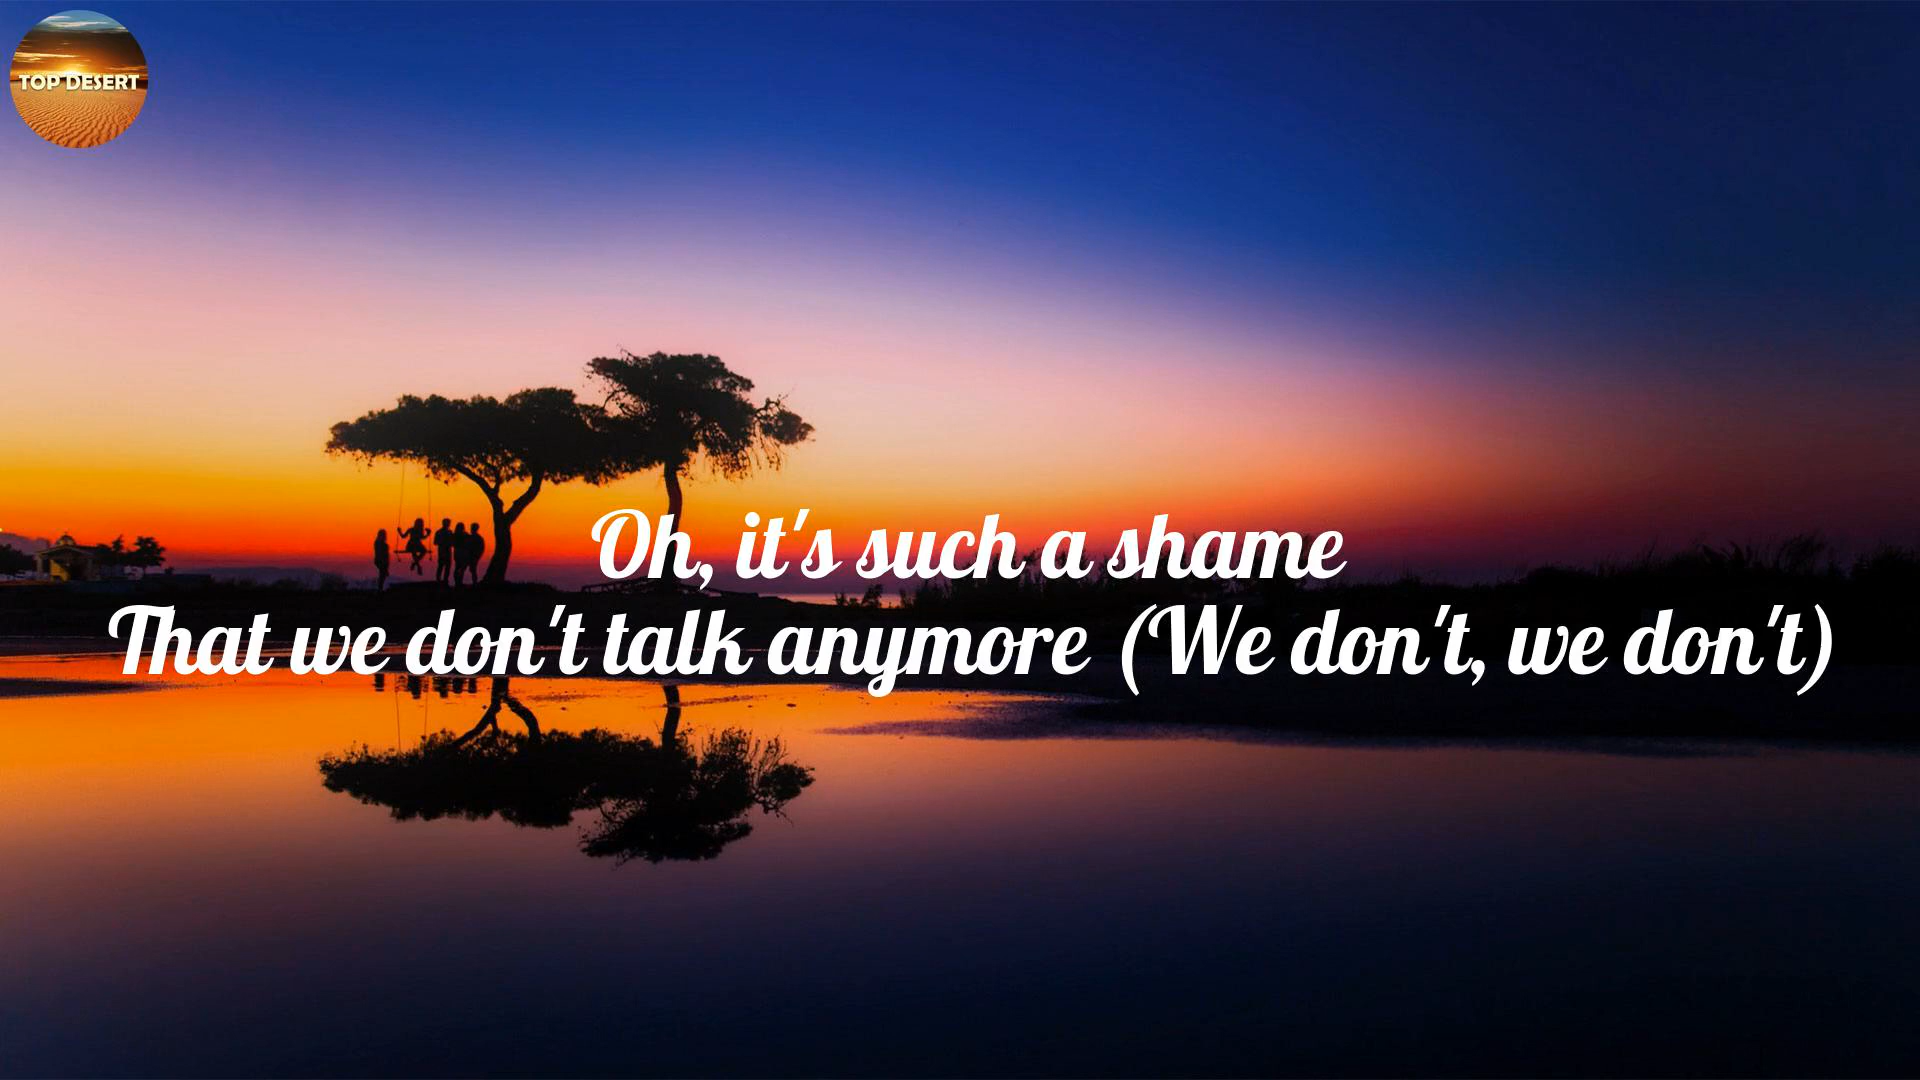 TOP DESERT
Oh, it's such a shame
That we don't talk anymore (We don't, we don't)